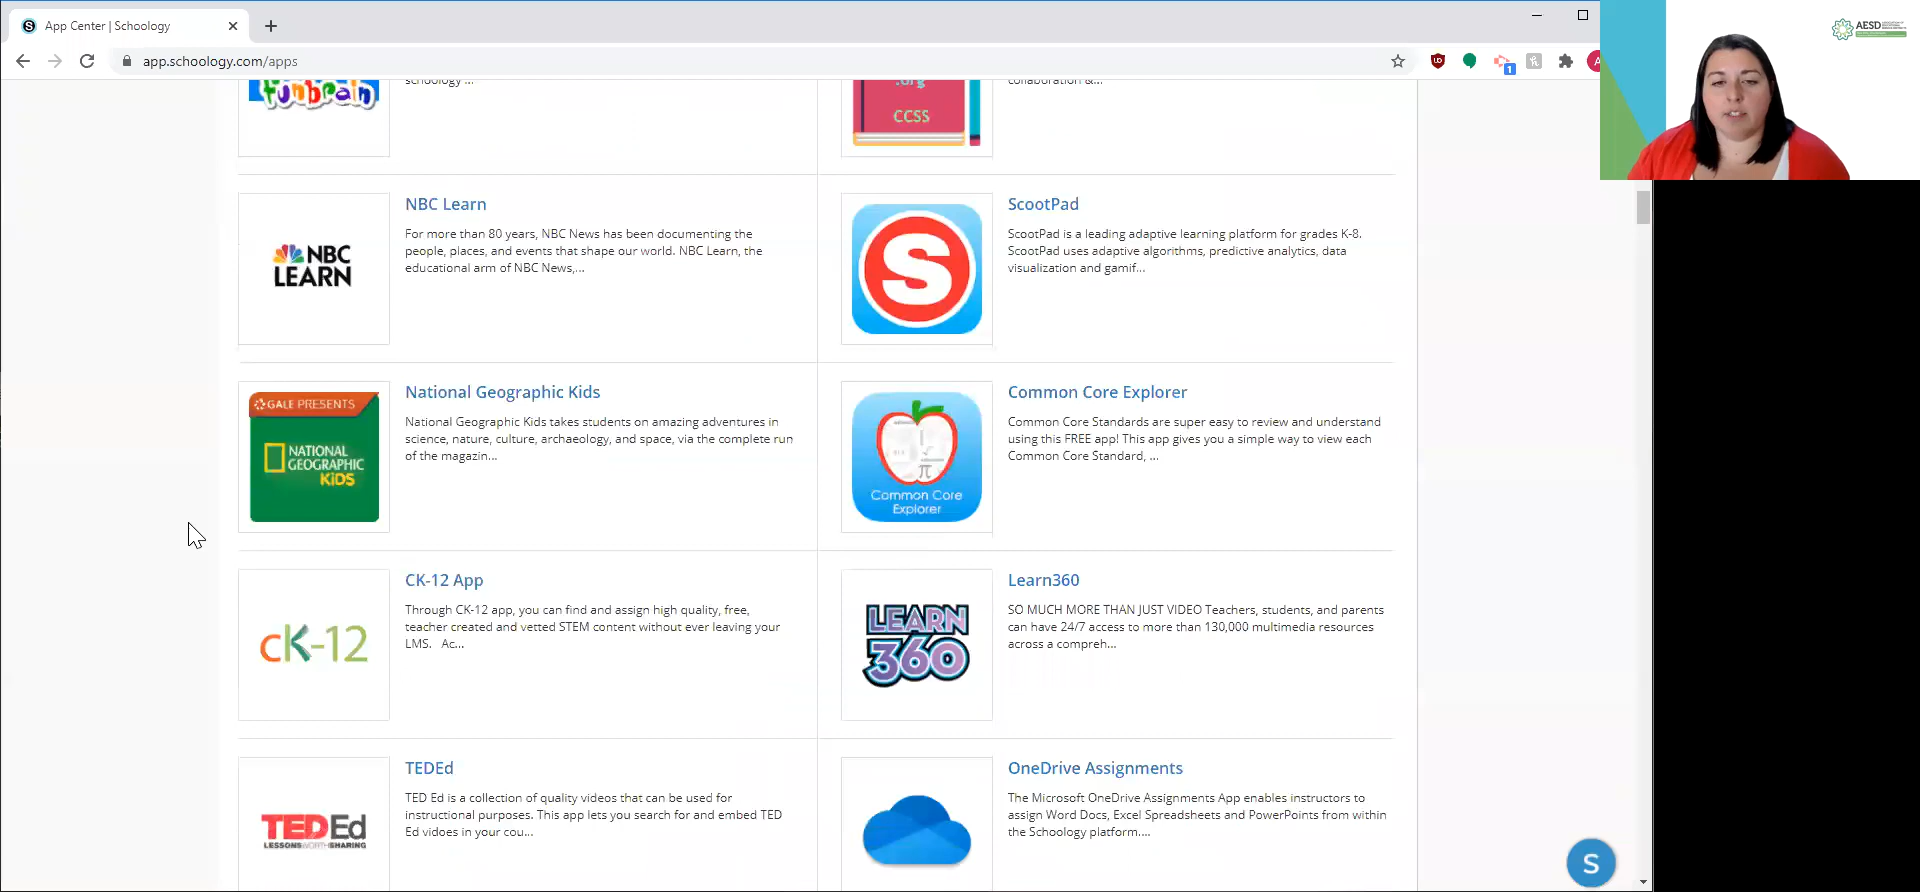 App Center | Schoology
app.schoology.com/apps
AESD
1
schoology ...
funbrain
.org
CCSS
collaboration &...
NBC Learn
For more than 80 years, NBC News has been documenting the
people, places, and events that shape our world. NBC Learn, the
educational arm of NBC News,...
NBC
LEARN
ScootPad
ScootPad is a leading adaptive learning platform for grades K-8.
ScootPad uses adaptive algorithms, predictive analytics, data
visualization and gamif...
S
National Geographic Kids
National Geographic Kids takes students on amazing adventures in
science, nature, culture, archaeology, and space, via the complete run
of the magazin...
GALE PRESENTS
NATIONAL
GEOGRAPHIC
KiDS
Common Core Explorer
Common Core Standards are super easy to review and understand
using this FREE app! This app gives you a simple way to view each
Common Core Standard, ...
π
Common Core
Explorer
CK-12 App
Through CK-12 app, you can find and assign high quality, free,
teacher created and vetted STEM content without ever leaving your
LMS. Ac...
cK-12
Learn360
SO MUCH MORE THAN JUST VIDEO Teachers, students, and parents
can have 24/7 access to more than 130,000 multimedia resources
across a compreh...
LEARN
360
TEDEd
TED Ed is a collection of quality videos that can be used for
instructional purposes. This app lets you search for and embed TED
Ed vidoes in your cou...
TEDEd
LESSONS WORTH SHARING
OneDrive Assignments
The Microsoft OneDrive Assignments App enables instructors to
assign Word Docs, Excel Spreadsheets and PowerPoints from within
the Schoology platform....
S